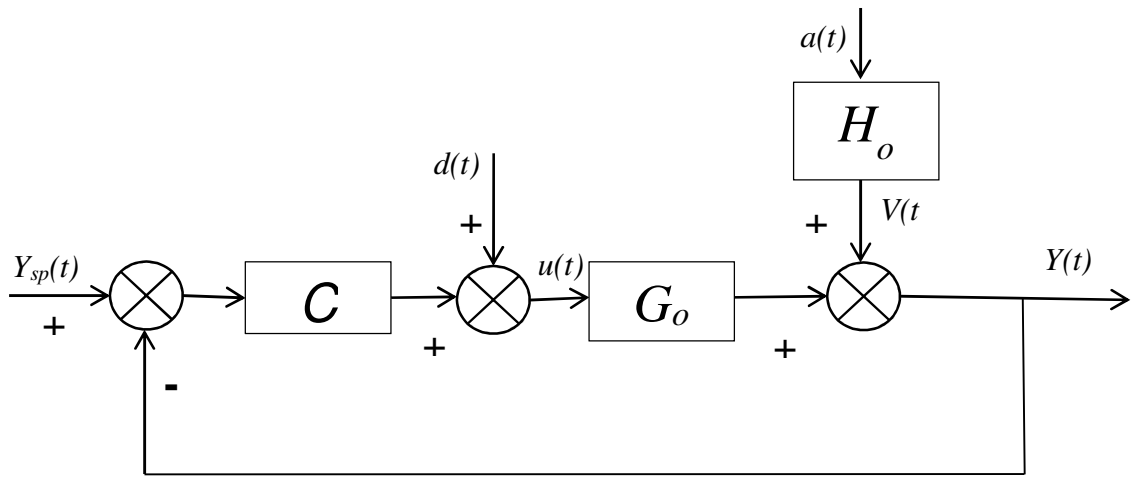 a(t)
H_o
d(t)
+
+
V(t
Y_sp(t)
u(t)
Y(t)
C
G_o
+
+
+
-